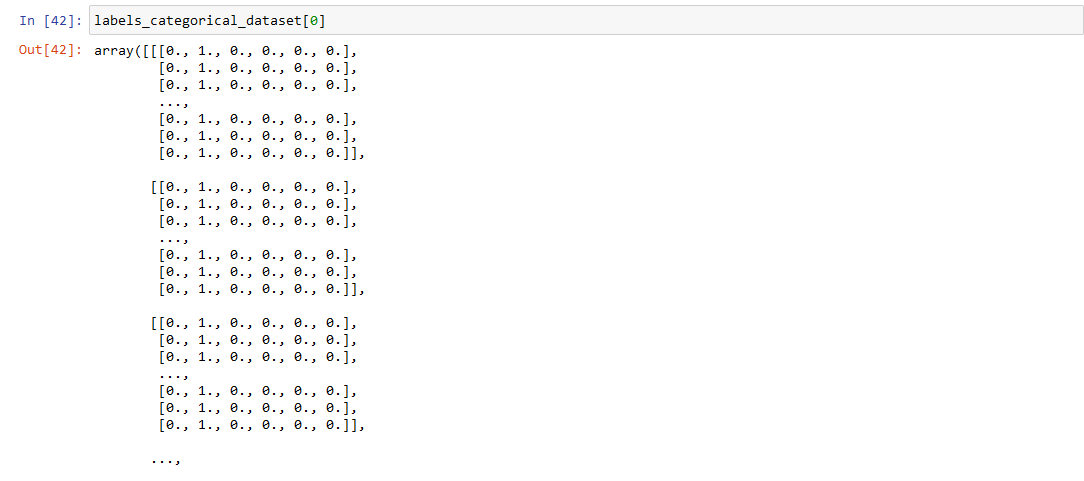 In [42]: labels_categorical_dataset[0]
Out[42]: array([[[0., 1., 0., 0., 0., 0.],
[0., 1., 0., 0., 0., 0.],
[0., 1., 0., 0., 0., 0.],
...,
[0., 1., 0., 0., 0., 0.],
[0., 1., 0., 0., 0., 0.],
[0., 1., 0., 0., 0., 0.]],
[[0., 1., 0., 0., 0., 0.],
[0., 1., 0., 0., 0., 0.],
[0., 1., 0., 0., 0., 0.],
...,
[0., 1., 0., 0., 0., 0.],
[0., 1., 0., 0., 0., 0.],
[0., 1., 0., 0., 0., 0.]],
[[0., 1., 0., 0., 0., 0.],
[0., 1., 0., 0., 0., 0.],
[0., 1., 0., 0., 0., 0.],
...,
[0., 1., 0., 0., 0., 0.],
[0., 1., 0., 0., 0., 0.],
[0., 1., 0., 0., 0., 0.]],
...,